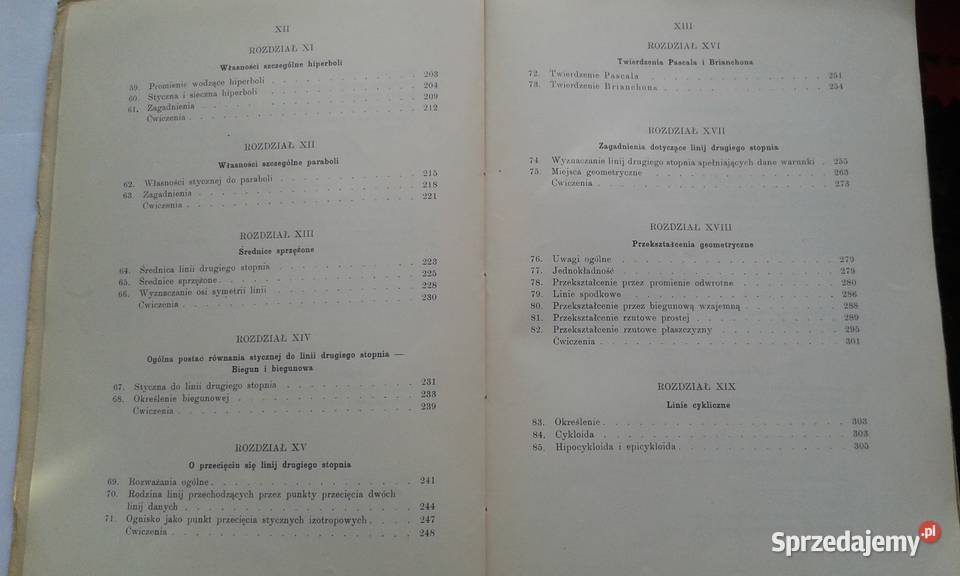 XII
ROZDZIAŁ XI
Własności szczególne hiperboli
59. Promienie wodzące hiperboli . . . . . 203
60. Styczna i sieczna hiperboli . . . . . 204
61. Zagadnienia . . . . . 209
Ćwiczenia . . . . . 212
ROZDZIAŁ XII
Własności szczególne paraboli
62. Własności stycznej do paraboli . . . . . 215
63. Zagadnienia . . . . . 218
Ćwiczenia . . . . . 221
ROZDZIAŁ XIII
Średnice sprzężone
64. Średnica linii drugiego stopnia . . . . . 223
65. Średnice sprzężone . . . . . 225
66. Wyznaczanie osi symetrii linii . . . . . 228
Ćwiczenia . . . . . 230
ROZDZIAŁ XIV
Ogólna postać równania stycznej do linii drugiego stopnia —
Biegun i biegunowa
67. Styczna do linii drugiego stopnia . . . . . 231
68. Określenie biegunowej . . . . . 233
Ćwiczenia . . . . . 239
ROZDZIAŁ XV
O przecięciu się linij drugiego stopnia
69. Rozważania ogólne . . . . . 241
70. Rodzina linij przechodzących przez punkty przecięcia dwóch
linij danych . . . . . 244
71. Ognisko jako punkt przecięcia stycznych izotropowych . . . . . 247
Ćwiczenia . . . . . 248
XIII
ROZDZIAŁ XVI
Twierdzenia Pascala i Brianchona
72. Twierdzenie Pascala . . . . . 251
73. Twierdzenie Brianchona . . . . . 254
ROZDZIAŁ XVII
Zagadnienia dotyczące linij drugiego stopnia
74. Wyznaczanie linij drugiego stopnia spełniających dane warunki . 255
75. Miejsca geometryczne . . . . . 263
Ćwiczenia . . . . . 273
ROZDZIAŁ XVIII
Przekształcenia geometryczne
76. Uwagi ogólne . . . . . 279
77. Jednokładność . . . . . 279
78. Przekształcenie przez promienie odwrotne . . . . . 280
79. Linie spodkowe . . . . . 286
80. Przekształcenie przez biegunową wzajemną . . . . . 288
81. Przekształcenie rzutowe prostej . . . . . 289
82. Przekształcenie rzutowe płaszczyzny . . . . . 295
Ćwiczenia . . . . . 301
ROZDZIAŁ XIX
Linie cykliczne
83. Określenie . . . . . 303
84. Cykloida . . . . . 303
85. Hipocykloida i epicykloida . . . . . 305
Sprzedajemy.pl